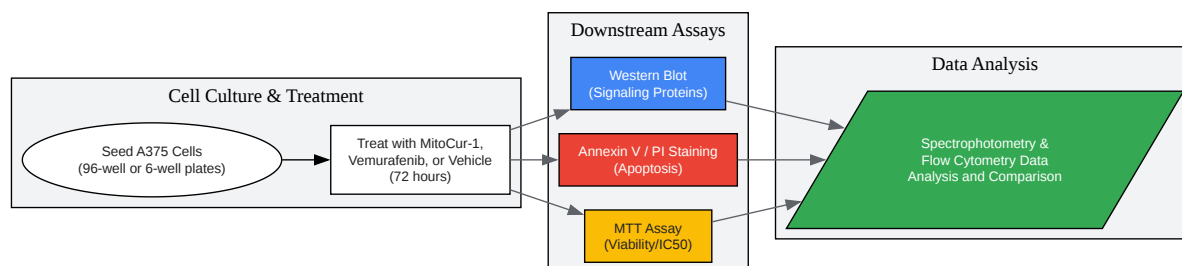 Cell Culture & Treatment
Seed A375 Cells
(96-well or 6-well plates)
Treat with MitoCur-1,
Vemurafenib, or Vehicle
(72 hours)
Downstream Assays
Western Blot
(Signaling Proteins)
Annexin V / PI Staining
(Apoptosis)
MTT Assay
(Viability/IC50)
Data Analysis
Spectrophotometry &
Flow Cytometry Data
Analysis and Comparison